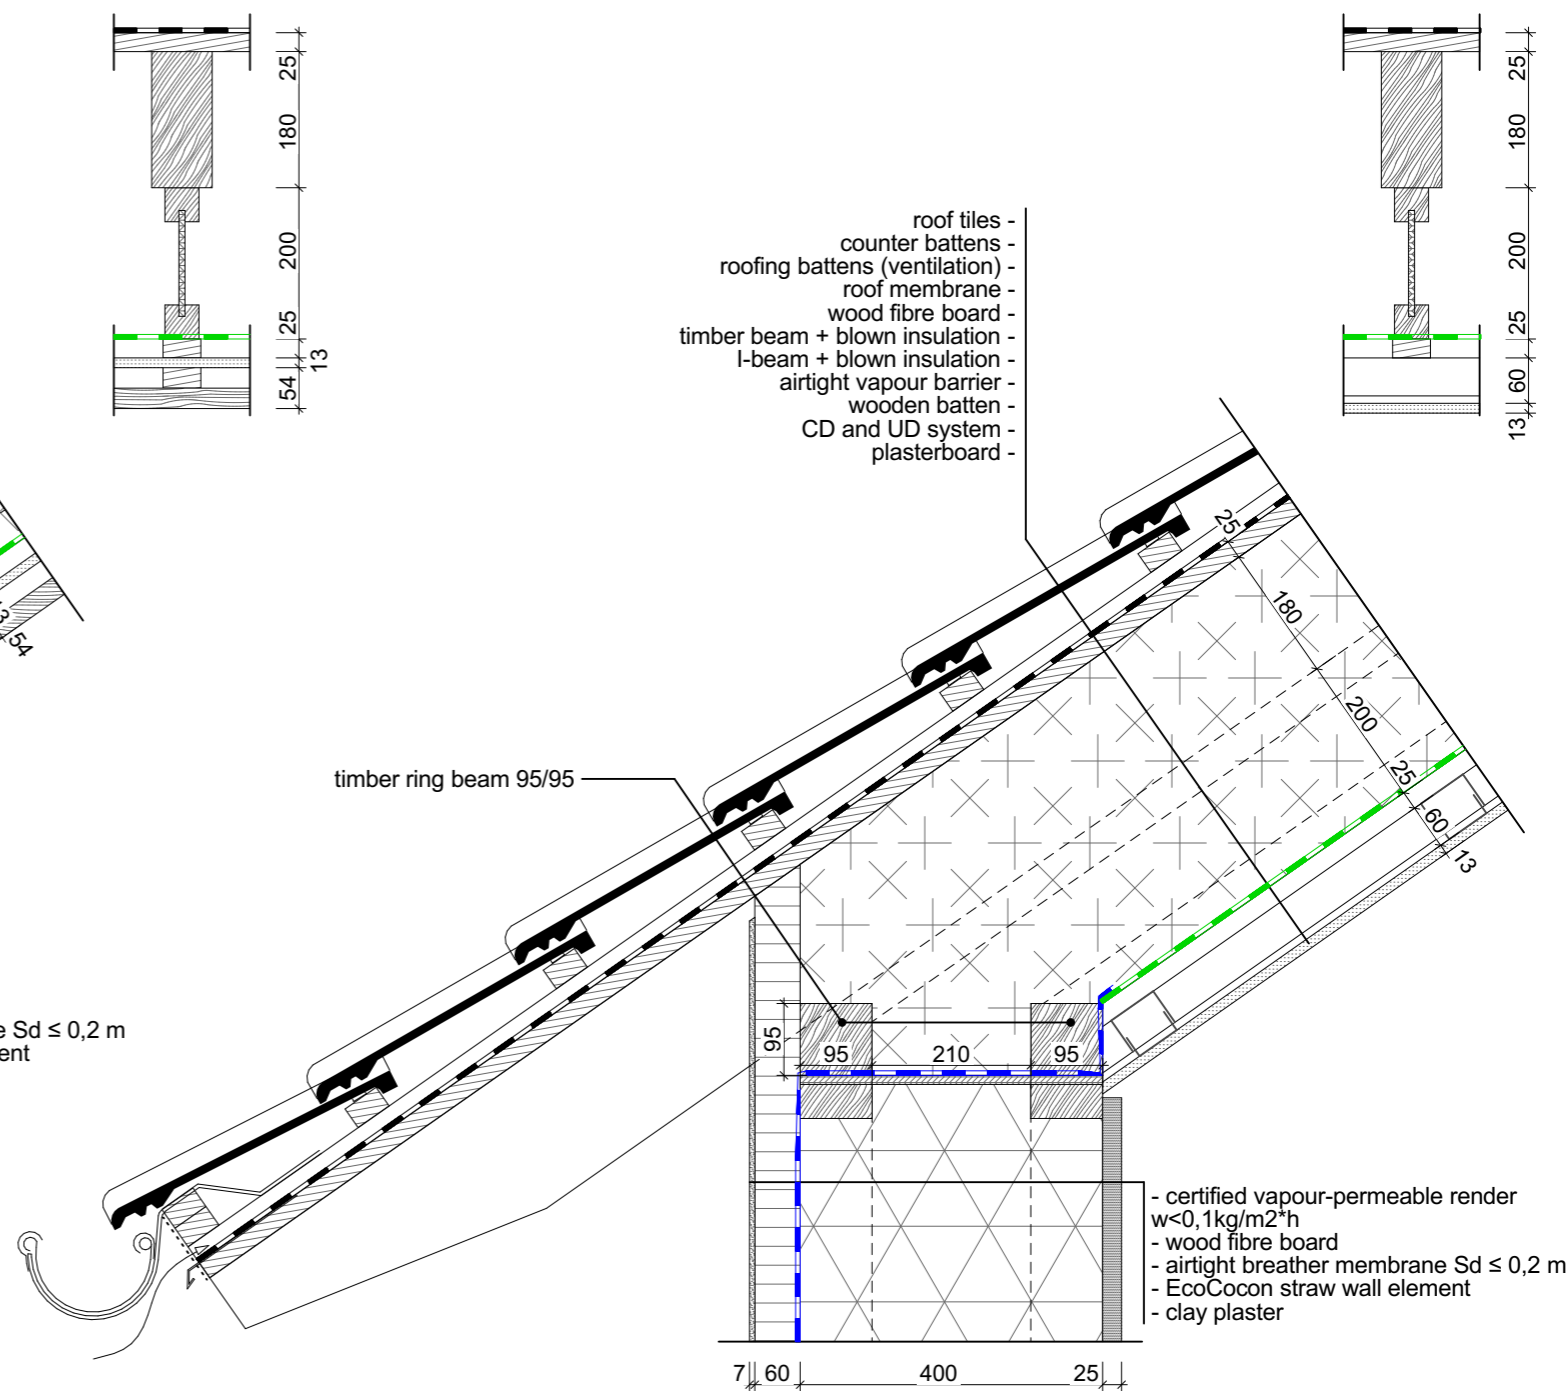 25
180
200
25
13
54
25
180
200
25
60
13
roof tiles -
counter battens -
roofing battens (ventilation) -
roof membrane -
wood fibre board -
timber beam + blown insulation -
I-beam + blown insulation -
airtight vapour barrier -
wooden batten -
CD and UD system -
plasterboard -
54
25
180
200
25
60
13
timber ring beam 95/95
Sd ≤ 0,2 m
95
95
210
95
- certified vapour-permeable render
w<0,1kg/m2*h
- wood fibre board
- airtight breather membrane Sd ≤ 0,2 m
- EcoCocon straw wall element
- clay plaster
7
60
400
25